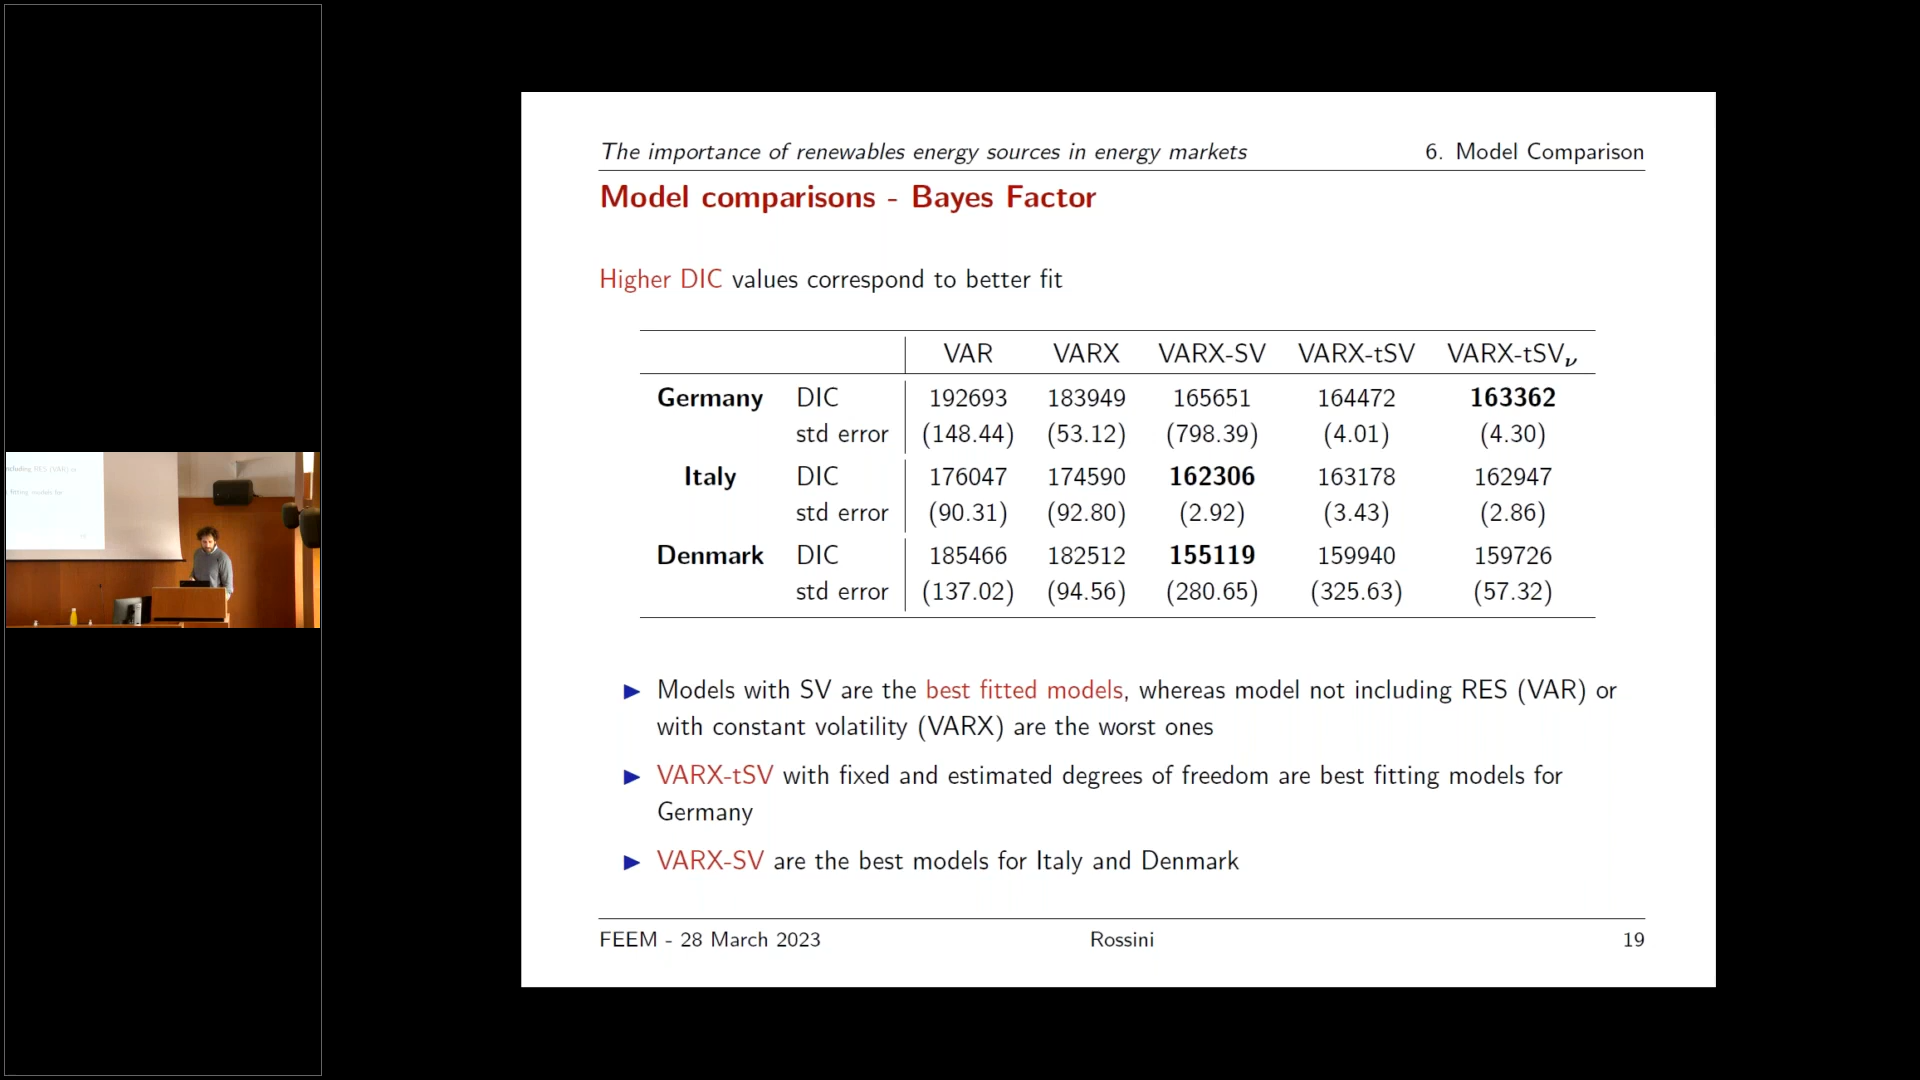 The importance of renewables energy sources in energy markets 6. Model Comparison
Model comparisons - Bayes Factor
Higher DIC values correspond to better fit
VAR VARX VARX-SV VARX-tSV VARX-tSVν
Germany DIC 192693 183949 165651 164472 163362
std error (148.44) (53.12) (798.39) (4.01) (4.30)
Italy DIC 176047 174590 162306 163178 162947
std error (90.31) (92.80) (2.92) (3.43) (2.86)
Denmark DIC 185466 182512 155119 159940 159726
std error (137.02) (94.56) (280.65) (325.63) (57.32)
▶ Models with SV are the best fitted models, whereas model not including RES (VAR) or
with constant volatility (VARX) are the worst ones
▶ VARX-tSV with fixed and estimated degrees of freedom are best fitting models for
Germany
▶ VARX-SV are the best models for Italy and Denmark
FEEM - 28 March 2023 Rossini 19